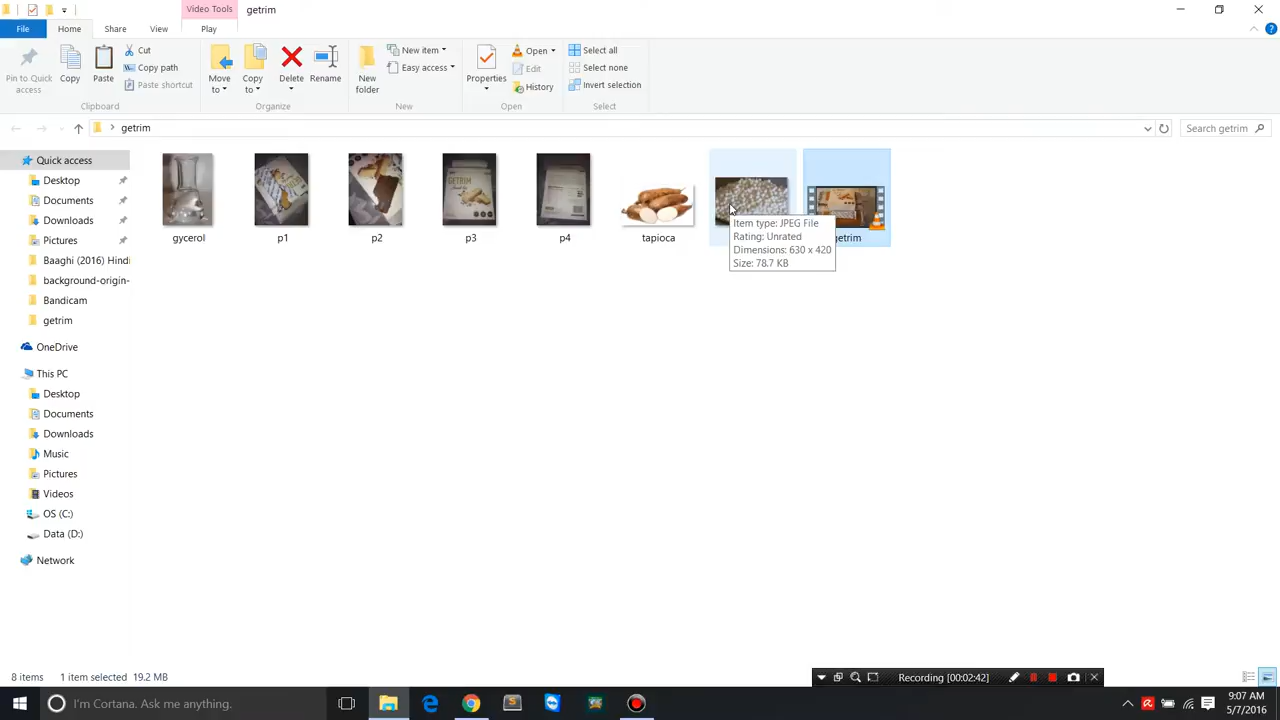 Video Tools
getrim
File
Home
Share
View
Play
Pin to Quick access
Copy
Paste
Cut
Copy path
Paste shortcut
Clipboard
Move to
Copy to
Delete
Rename
Organize
New folder
New item
Easy access
New
Properties
Open
Edit
History
Open
Select all
Select none
Invert selection
Select
getrim
Search getrim
Quick access
Desktop
Documents
Downloads
Pictures
Baaghi (2016) Hindi
background-origin-
Bandicam
getrim
OneDrive
This PC
Desktop
Documents
Downloads
Music
Pictures
Videos
OS (C:)
Data (D:)
Network
gycerol
p1
p2
p3
GETRIM
p4
tapioca
getrim
Item type: JPEG File
Rating: Unrated
Dimensions: 630 x 420
Size: 78.7 KB
8 items
1 item selected
19.2 MB
Recording [00:02:42]
I'm Cortana. Ask me anything.
9:07 AM
5/7/2016